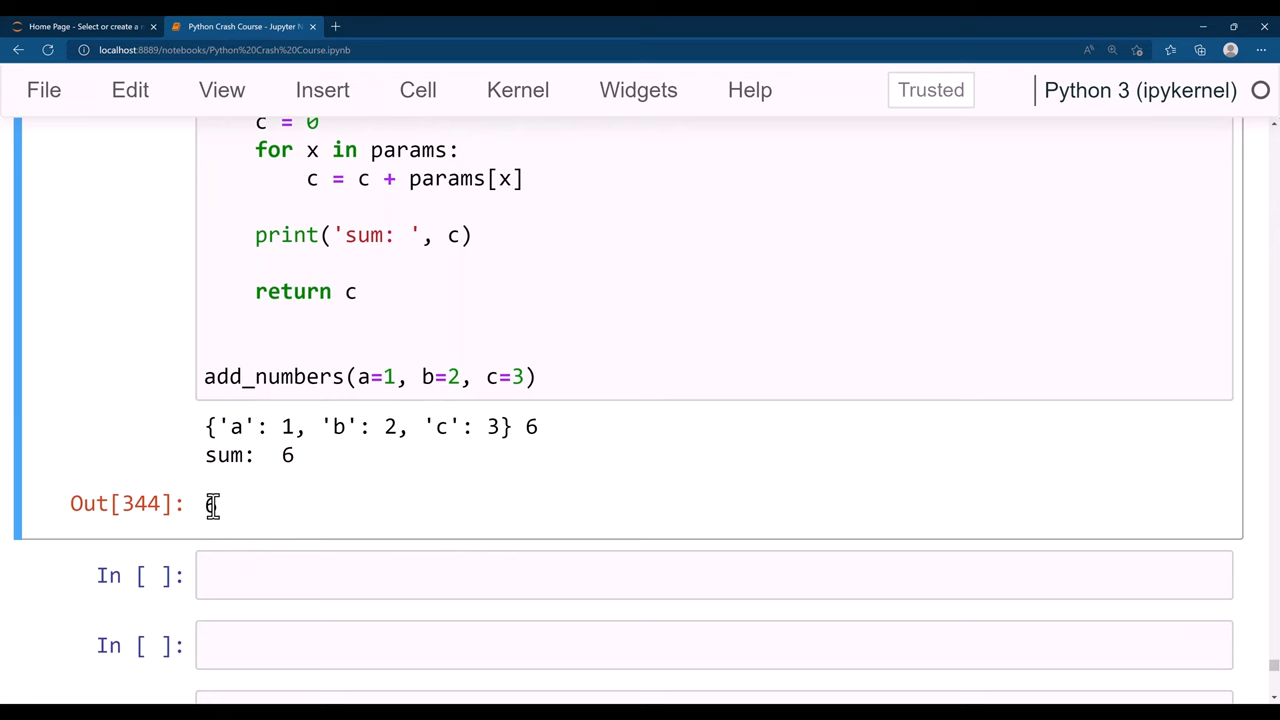 Home Page - Select or create a n
Python Crash Course - Jupyter N
localhost:8889/notebooks/Python%20Crash%20Course.ipynb
File Edit View Insert Cell Kernel Widgets Help Trusted Python 3 (ipykernel)
c = 0
for x in params:
c = c + params[x]
print('sum: ', c)
return c
add_numbers(a=1, b=2, c=3)
{'a': 1, 'b': 2, 'c': 3} 6
sum:  6
Out[344]:
In [ ]:
In [ ]: